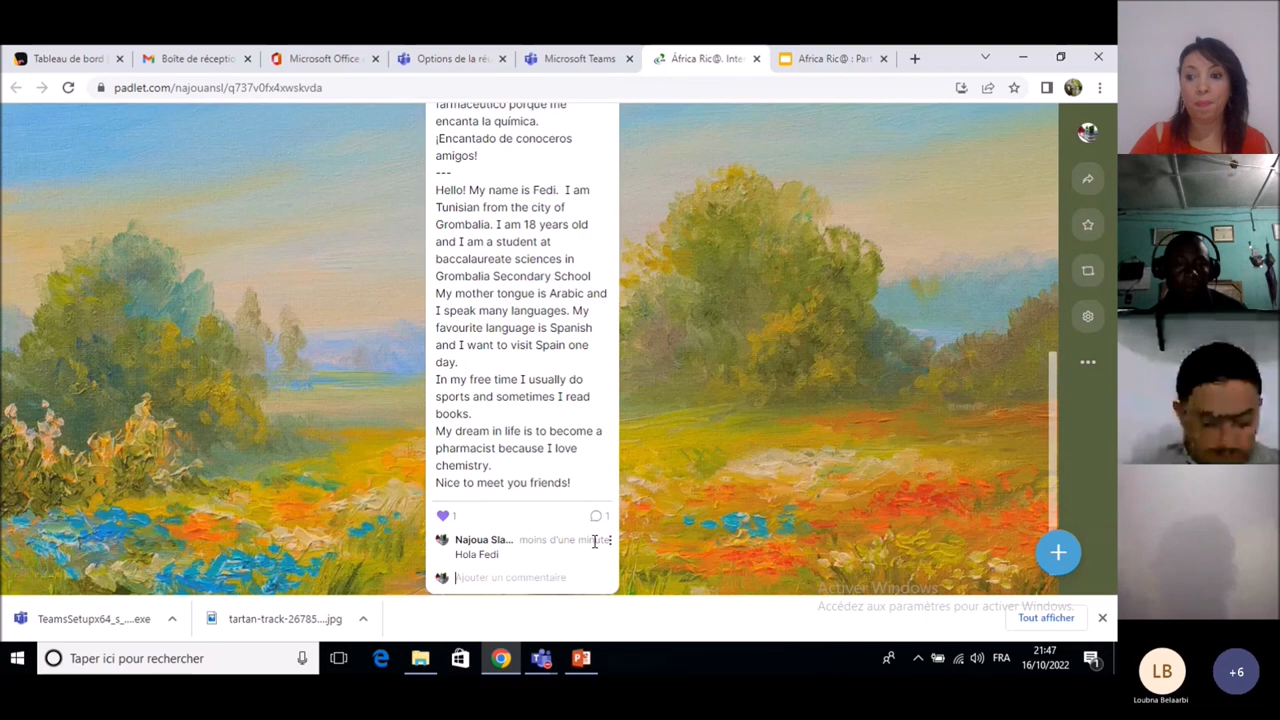 Tableau de bord
Boîte de réceptio
Microsoft Office
Options de la ré
Microsoft Teams
África Ric@. Inte
Africa Ric@ : Par
padlet.com/najouansl/q737v0fx4xwskvda
farmacéutico porque me
encanta la química.
¡Encantado de conoceros
amigos!
---
Hello! My name is Fedi. I am
Tunisian from the city of
Grombalia. I am 18 years old
and I am a student at
baccalaureate sciences in
Grombalia Secondary School
My mother tongue is Arabic and
I speak many languages. My
favourite language is Spanish
and I want to visit Spain one
day.
In my free time I usually do
sports and sometimes I read
books.
My dream in life is to become a
pharmacist because I love
chemistry.
Nice to meet you friends!
1
1
Najoua Sla... moins d'une minute
Hola Fedi
Ajouter un commentaire
Activer Windows
Accédez aux paramètres pour activer Windows.
TeamsSetupx64_s_....exe
tartan-track-26785....jpg
Tout afficher
Taper ici pour rechercher
FRA
21:47
16/10/2022
1
LB
Loubna Belaarbi
+6